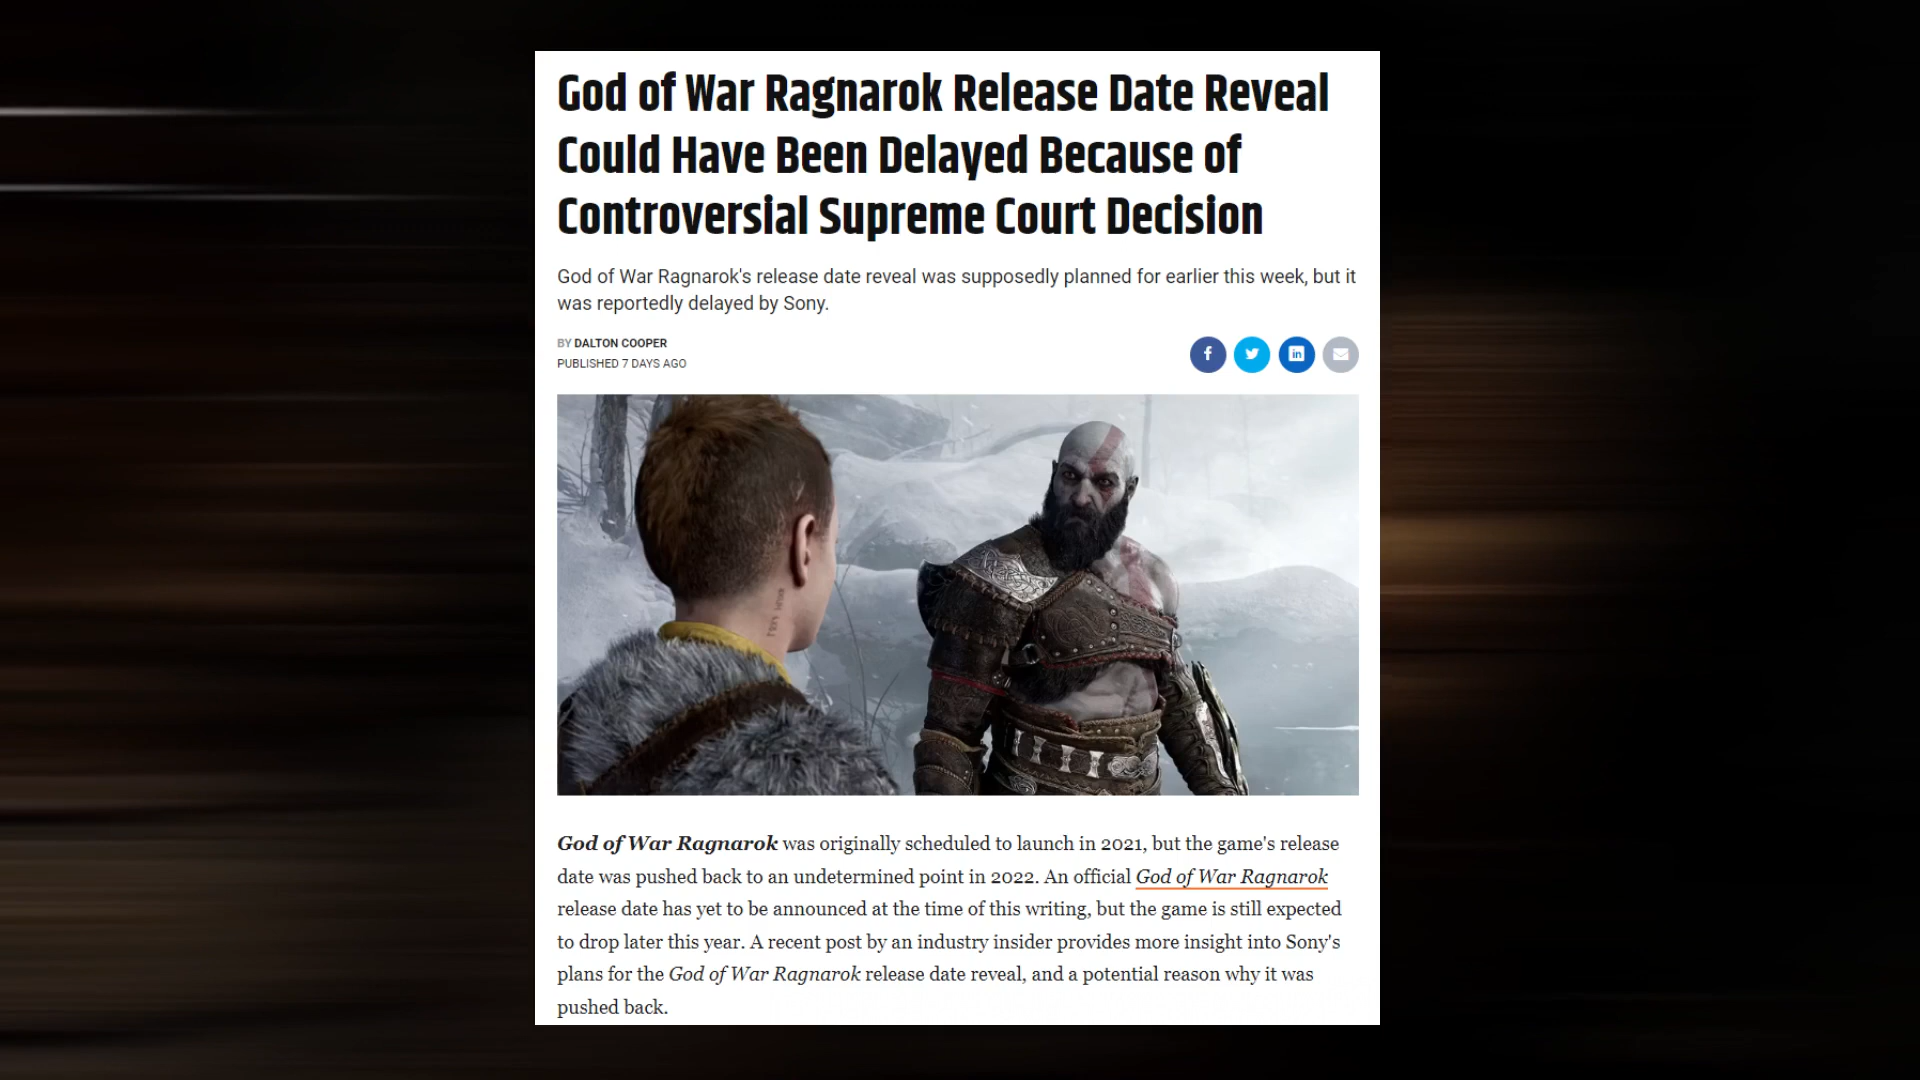 God of War Ragnarok Release Date Reveal
Could Have Been Delayed Because of
Controversial Supreme Court Decision
God of War Ragnarok's release date reveal was supposedly planned for earlier this week, but it
was reportedly delayed by Sony.
BY DALTON COOPER
PUBLISHED 7 DAYS AGO
f
in
God of War Ragnarok was originally scheduled to launch in 2021, but the game's release
date was pushed back to an undetermined point in 2022. An official God of War Ragnarok
release date has yet to be announced at the time of this writing, but the game is still expected
to drop later this year. A recent post by an industry insider provides more insight into Sony's
plans for the God of War Ragnarok release date reveal, and a potential reason why it was
pushed back.